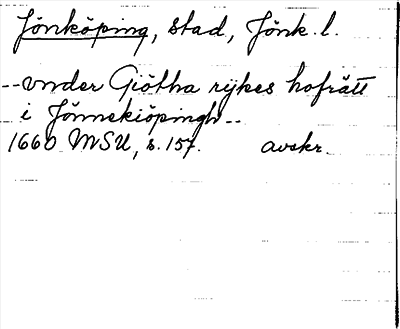 Jönköping, stad, Jönk. l.
-- vnder Giötha rijkes hofrätt
i Jönnekiöpingh --
1660 MSU, s. 157. avskr.